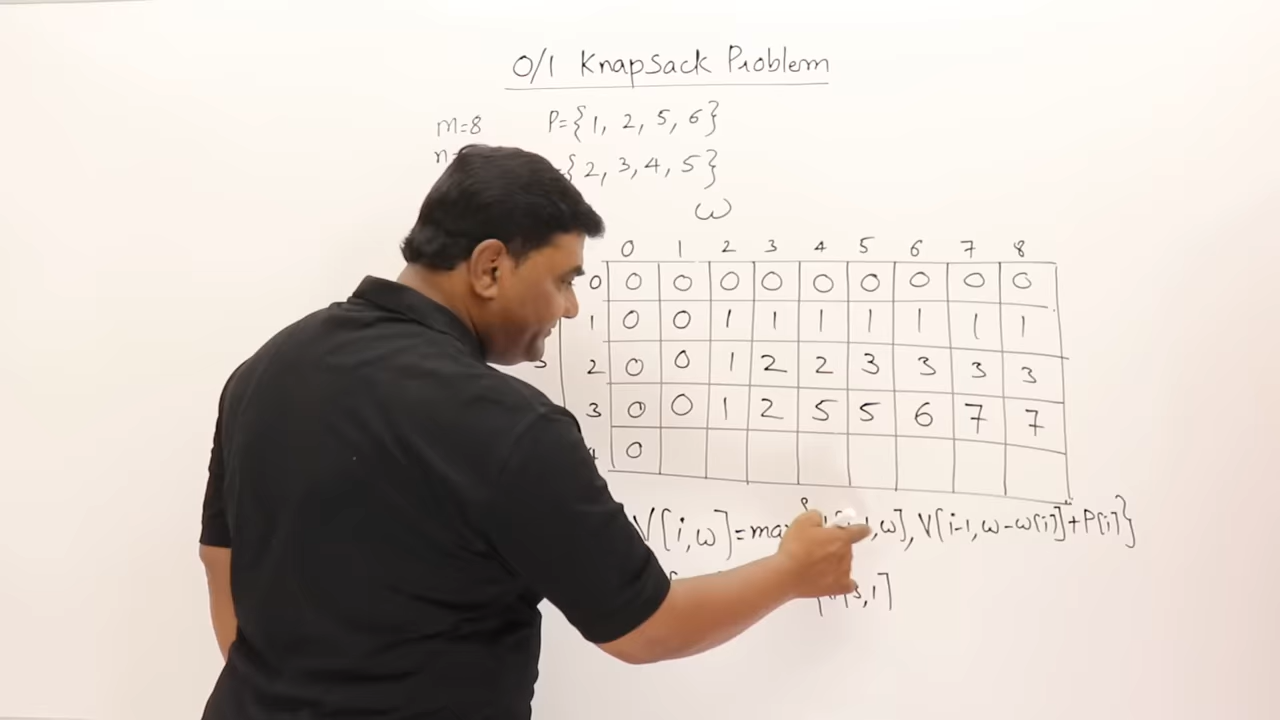 0/1 Knapsack Problem
m=8 P={1, 2, 5, 6}
n {2, 3, 4, 5}
ω
0 1 2 3 4 5 6 7 8
0 0 0 0 0 0 0 0 0 0
1 0 0 1 1 1 1 1 1 1
2 0 0 1 2 2 3 3 3 3
3 0 0 1 2 5 5 6 7 7
4 0
V[i,ω]=max{ ,ω], V[i-1, ω-ω[i]]+P[i]}
,1]